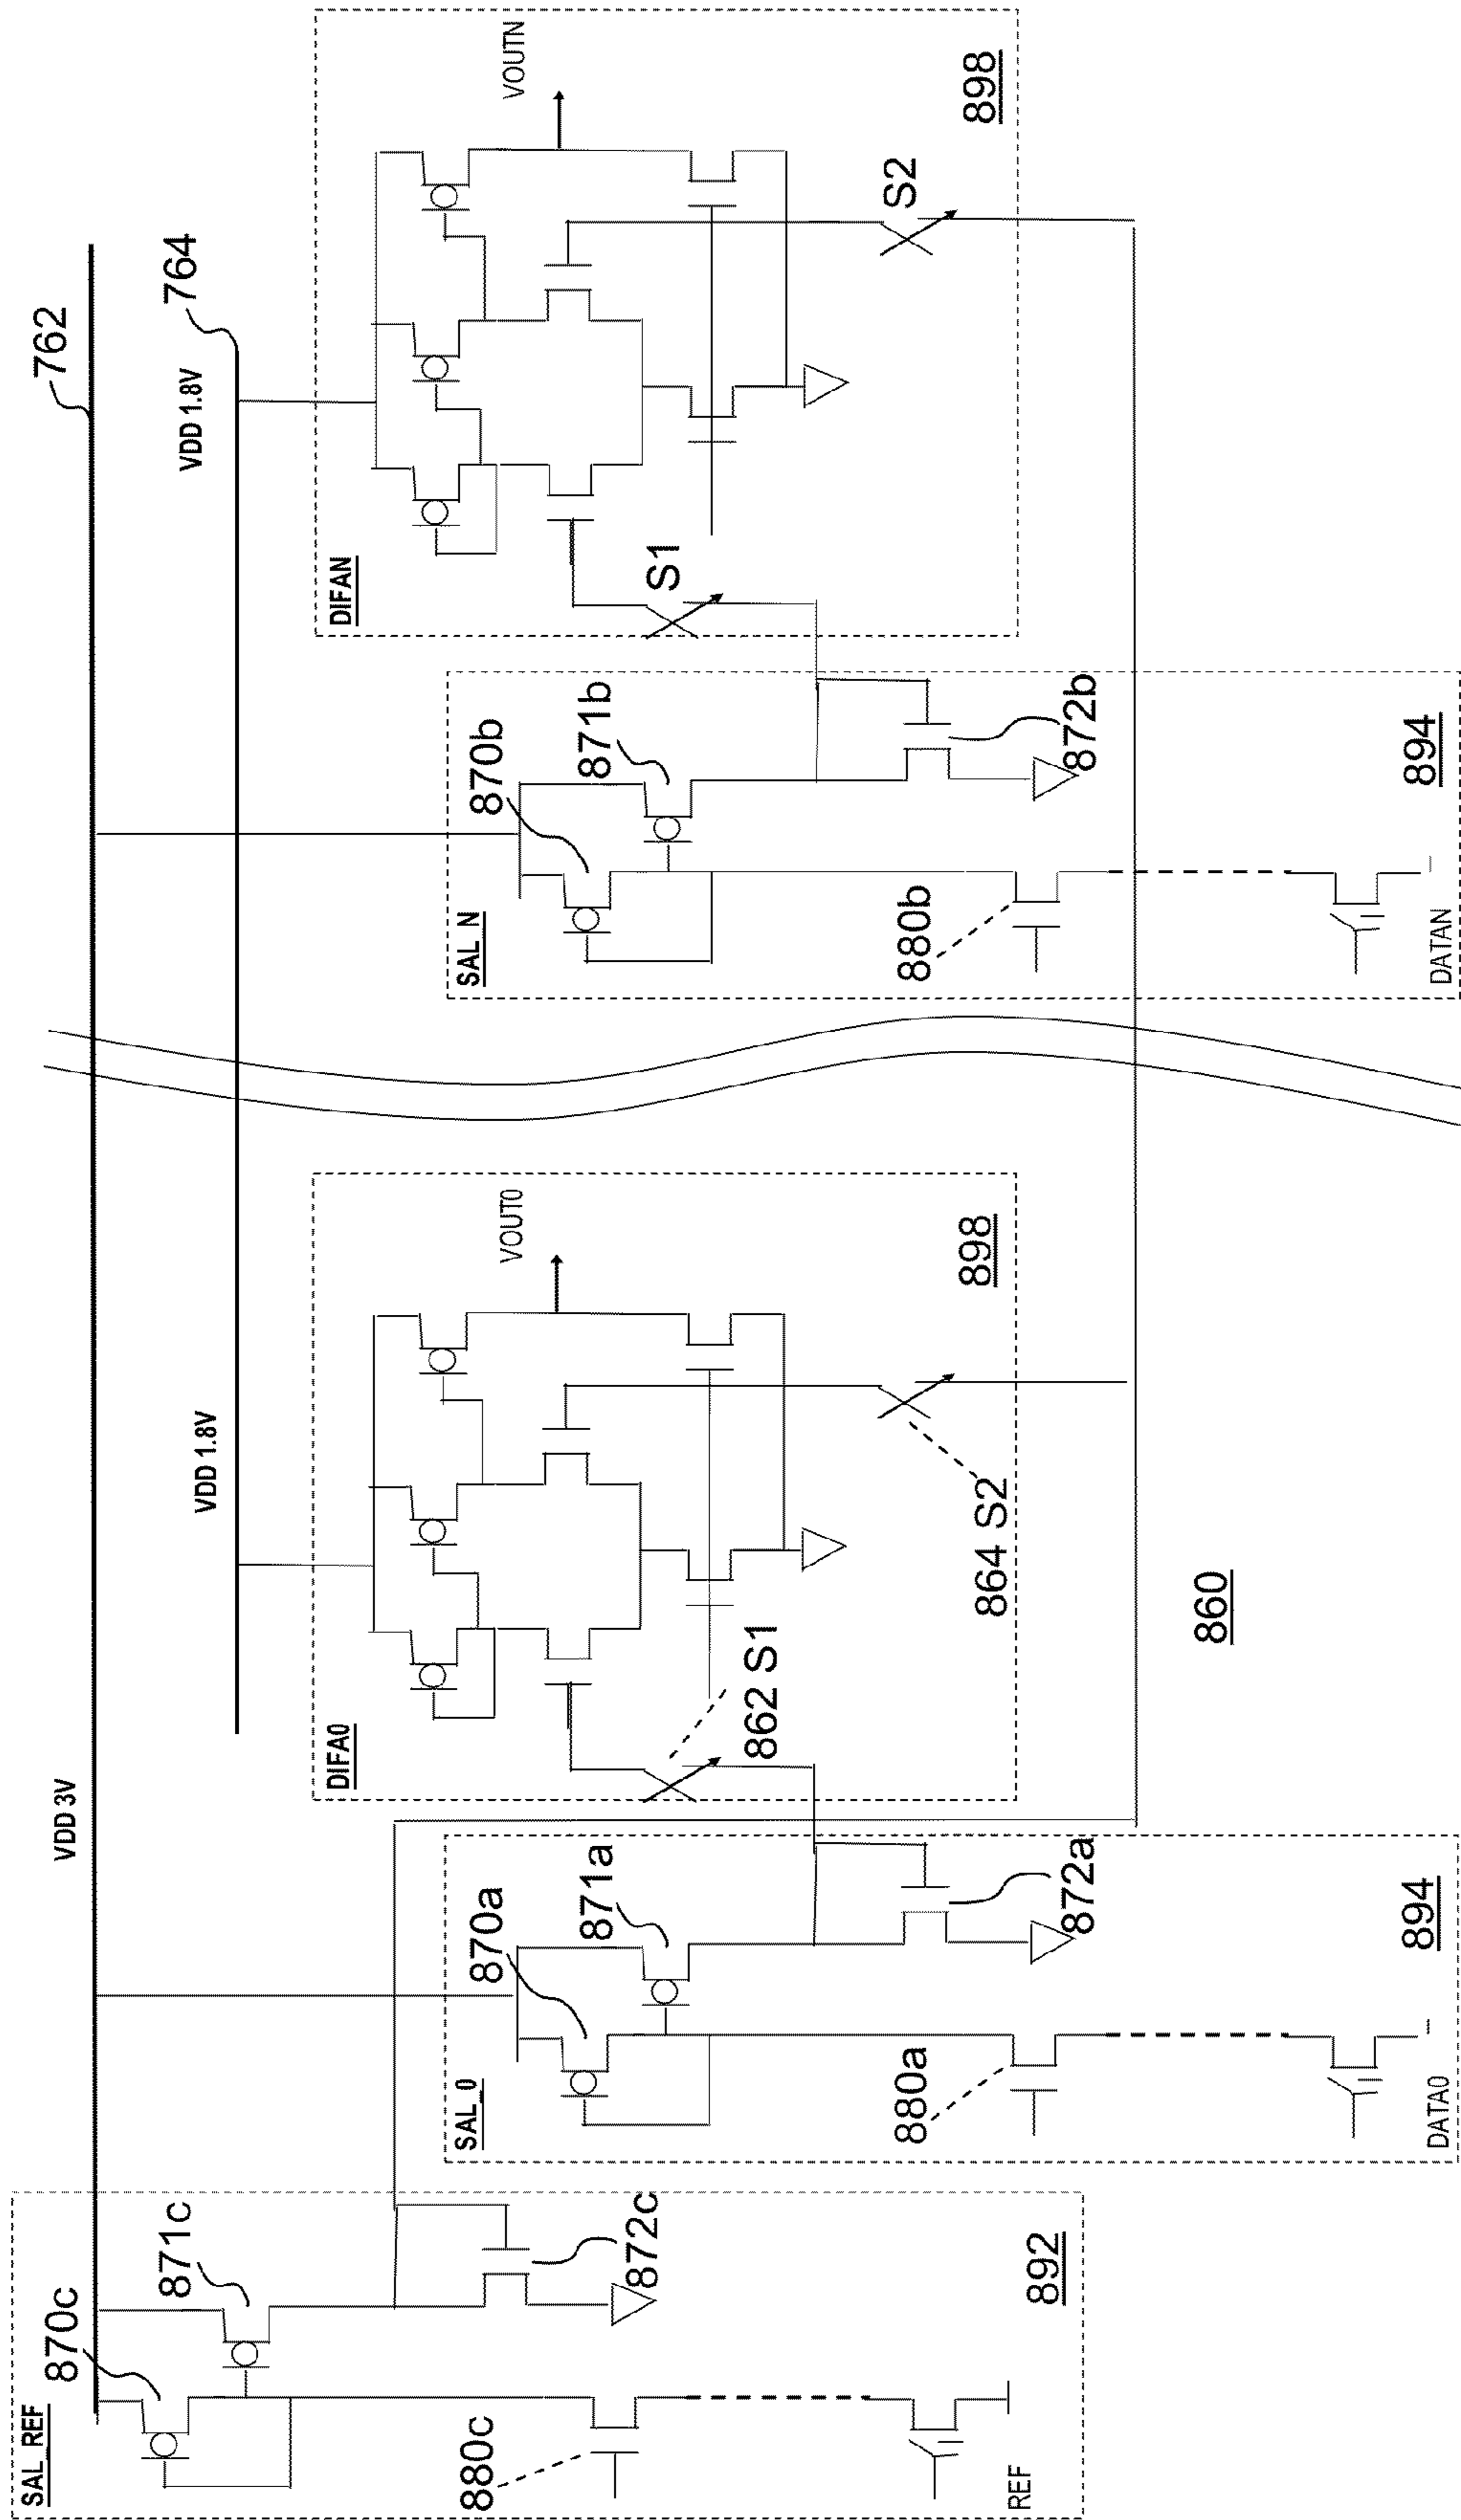 762
764
VDD 3V
VDD 1.8V
VDD 1.8V
SAL_REF
870c
871c
872c
880c
892
REF
SAL_0
870a
871a
872a
880a
894
DATA0
DIFA0
VOUT0
862 S1
864 S2
898
860
SAL_N
870b
871b
872b
880b
894
DATAN
DIFAN
VOUTN
S1
S2
898